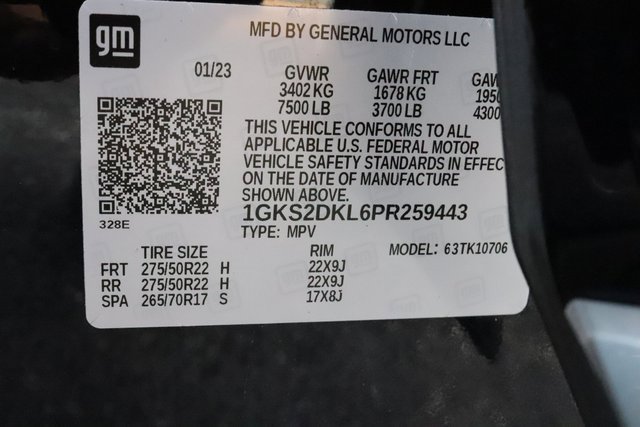 gm
MFD BY GENERAL MOTORS LLC
01/23 GVWR GAWR FRT GAW
3402 KG 1678 KG 1950
7500 LB 3700 LB 4300
THIS VEHICLE CONFORMS TO ALL
APPLICABLE U.S. FEDERAL MOTOR
VEHICLE SAFETY STANDARDS IN EFFEC
ON THE DATE OF MANUFACTURE
SHOWN ABOVE.
328E
1GKS2DKL6PR259443
TYPE: MPV MODEL: 63TK10706
TIRE SIZE RIM
FRT 275/50R22 H 22X9J
RR 275/50R22 H 22X9J
SPA 265/70R17 S 17X8J